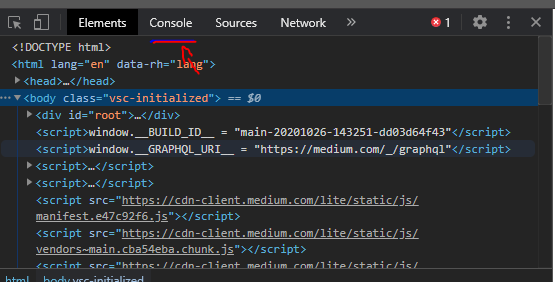 Elements Console Sources Network » 1
<!DOCTYPE html>
<html lang="en" data-rh="lang">
<head>…</head>
<body class="vsc-initialized"> == $0
<div id="root">…</div>
<script>window.__BUILD_ID__ = "main-20201026-143251-dd03d64f43"</script>
<script>window.__GRAPHQL_URI__ = "https://medium.com/_/graphql"</script>
<script>…</script>
<script>…</script>
<script src="https://cdn-client.medium.com/lite/static/js/
manifest.e47c92f6.js"></script>
<script src="https://cdn-client.medium.com/lite/static/js/
vendors~main.cba54eba.chunk.js"></script>
<script src="https://cdn-client.medium.com/lite/static/js/
html body.vsc-initialized